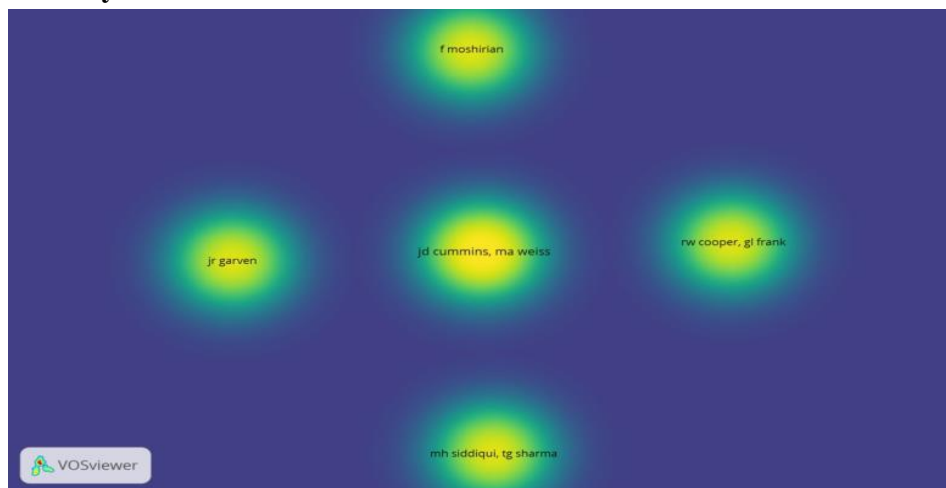 f moshirian
jd cummins, ma weiss
rw cooper, gl frank
jr garven
mh siddiqui, tg sharma
VOSviewer